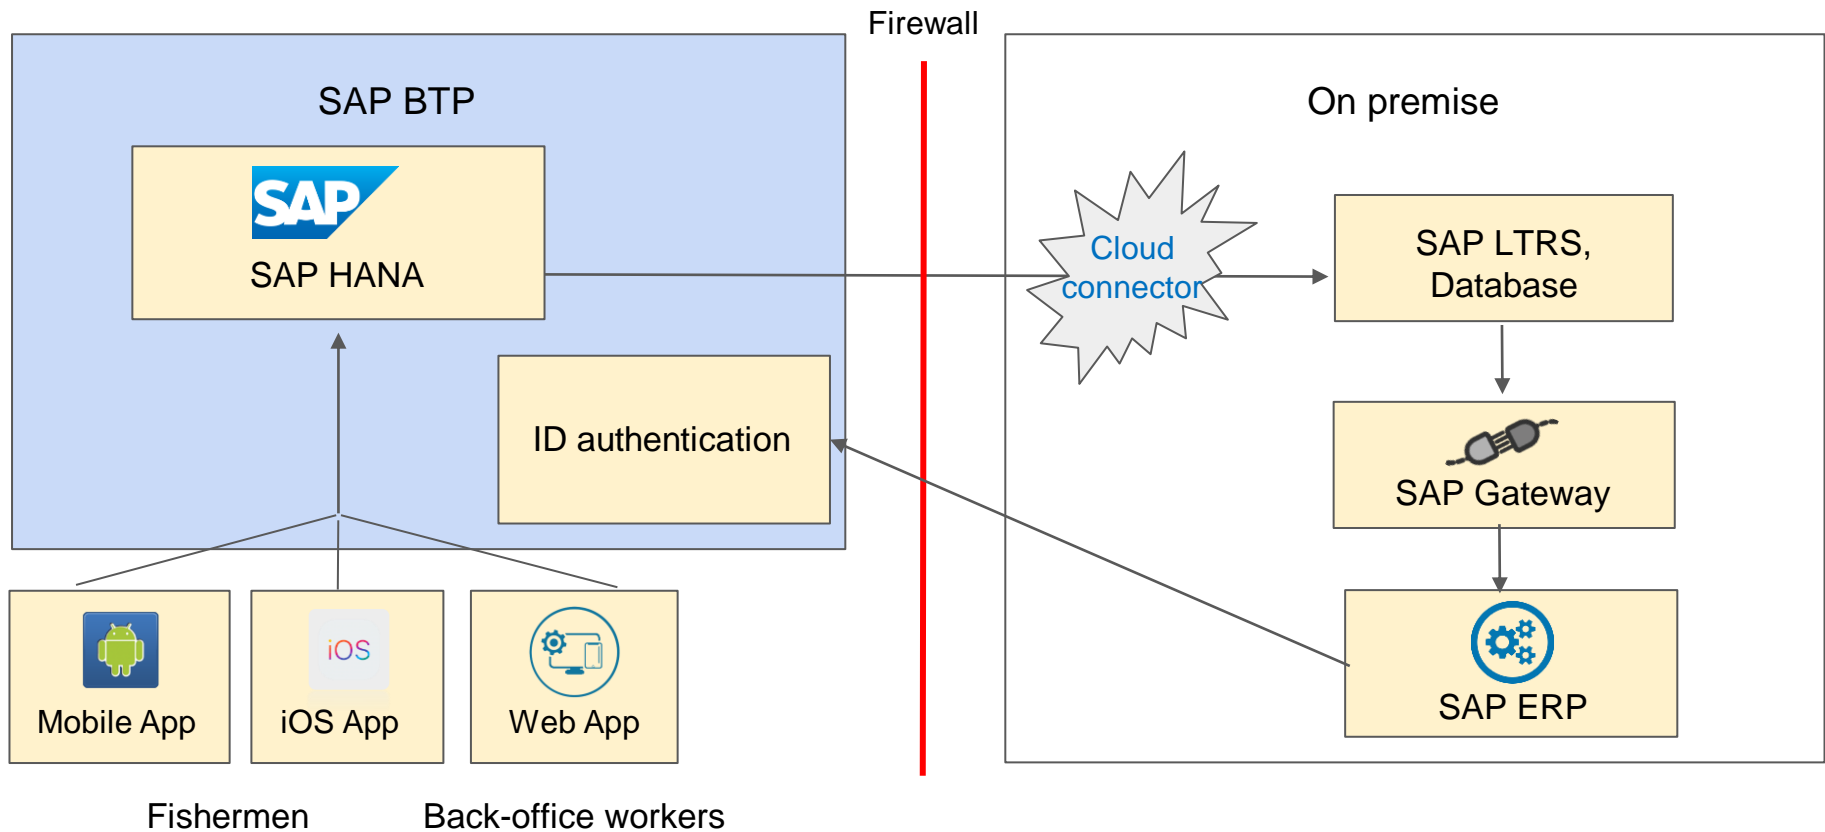 Firewall
SAP BTP
On premise
SAP
SAP HANA
Cloud
connector
SAP LTRS,
Database
ID authentication
SAP Gateway
iOS
Mobile App
iOS App
Web App
SAP ERP
Fishermen
Back-office workers